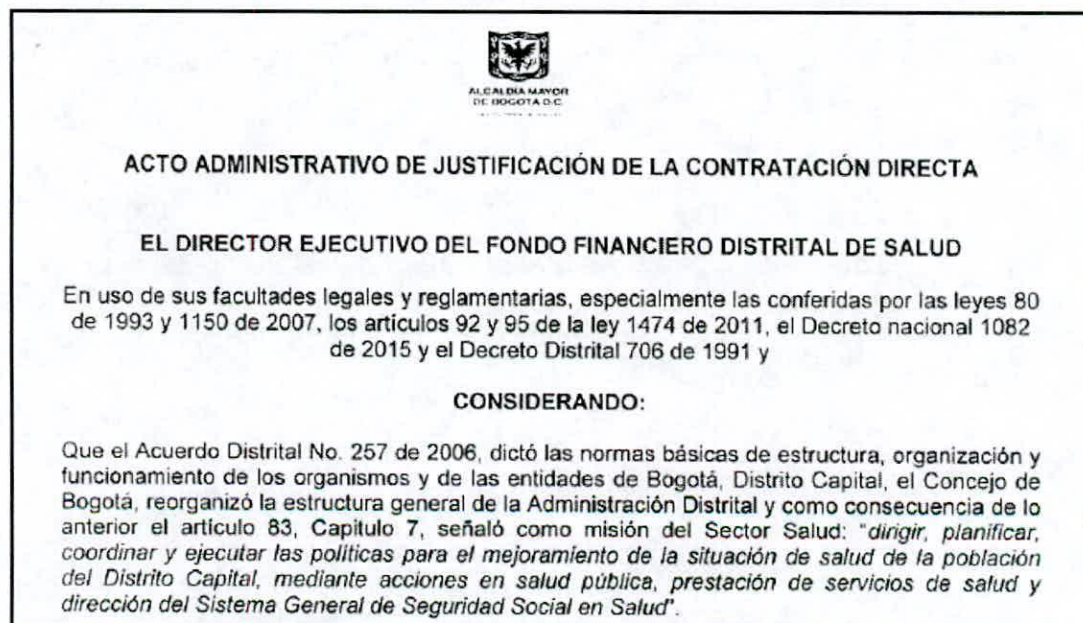 ALCALDIA MAYOR
DE BOGOTA D.C.
ACTO ADMINISTRATIVO DE JUSTIFICACIÓN DE LA CONTRATACIÓN DIRECTA
EL DIRECTOR EJECUTIVO DEL FONDO FINANCIERO DISTRITAL DE SALUD
En uso de sus facultades legales y reglamentarias, especialmente las conferidas por las leyes 80
de 1993 y 1150 de 2007, los artículos 92 y 95 de la ley 1474 de 2011, el Decreto nacional 1082
de 2015 y el Decreto Distrital 706 de 1991 y
CONSIDERANDO:
Que el Acuerdo Distrital No. 257 de 2006, dictó las normas básicas de estructura, organización y
funcionamiento de los organismos y de las entidades de Bogotá, Distrito Capital, el Concejo de
Bogotá, reorganizó la estructura general de la Administración Distrital y como consecuencia de lo
anterior el artículo 83, Capitulo 7, señaló como misión del Sector Salud: "dirigir, planificar,
coordinar y ejecutar las políticas para el mejoramiento de la situación de salud de la población
del Distrito Capital, mediante acciones en salud pública, prestación de servicios de salud y
dirección del Sistema General de Seguridad Social en Salud".